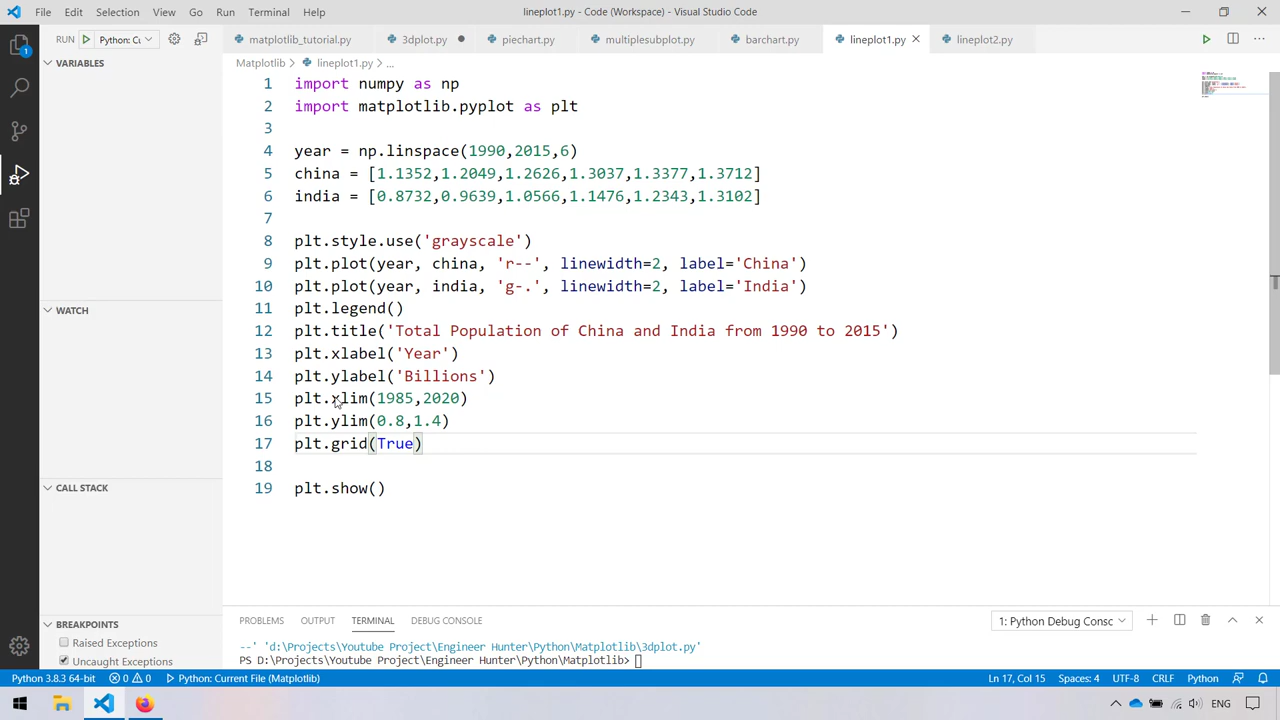 File Edit Selection View Go Run Terminal Help lineplot1.py - Code (Workspace) - Visual Studio Code
RUN Python: Cu
matplotlib_tutorial.py 3dplot.py piechart.py multiplesubplot.py barchart.py lineplot1.py lineplot2.py
VARIABLES
Matplotlib > lineplot1.py > ...
1 import numpy as np
2 import matplotlib.pyplot as plt
3
4 year = np.linspace(1990,2015,6)
5 china = [1.1352,1.2049,1.2626,1.3037,1.3377,1.3712]
6 india = [0.8732,0.9639,1.0566,1.1476,1.2343,1.3102]
7
8 plt.style.use('grayscale')
9 plt.plot(year, china, 'r--', linewidth=2, label='China')
10 plt.plot(year, india, 'g-.', linewidth=2, label='India')
11 plt.legend()
12 plt.title('Total Population of China and India from 1990 to 2015')
13 plt.xlabel('Year')
14 plt.ylabel('Billions')
15 plt.xlim(1985,2020)
16 plt.ylim(0.8,1.4)
17 plt.grid(True)
18
19 plt.show()
WATCH
CALL STACK
BREAKPOINTS
Raised Exceptions
Uncaught Exceptions
1
PROBLEMS OUTPUT TERMINAL DEBUG CONSOLE 1: Python Debug Consc
--' 'd:\Projects\Youtube Project\Engineer Hunter\Python\Matplotlib\3dplot.py'
PS D:\Projects\Youtube Project\Engineer Hunter\Python\Matplotlib>
Python 3.8.3 64-bit 0 0 Python: Current File (Matplotlib) Ln 17, Col 15 Spaces: 4 UTF-8 CRLF Python
ENG